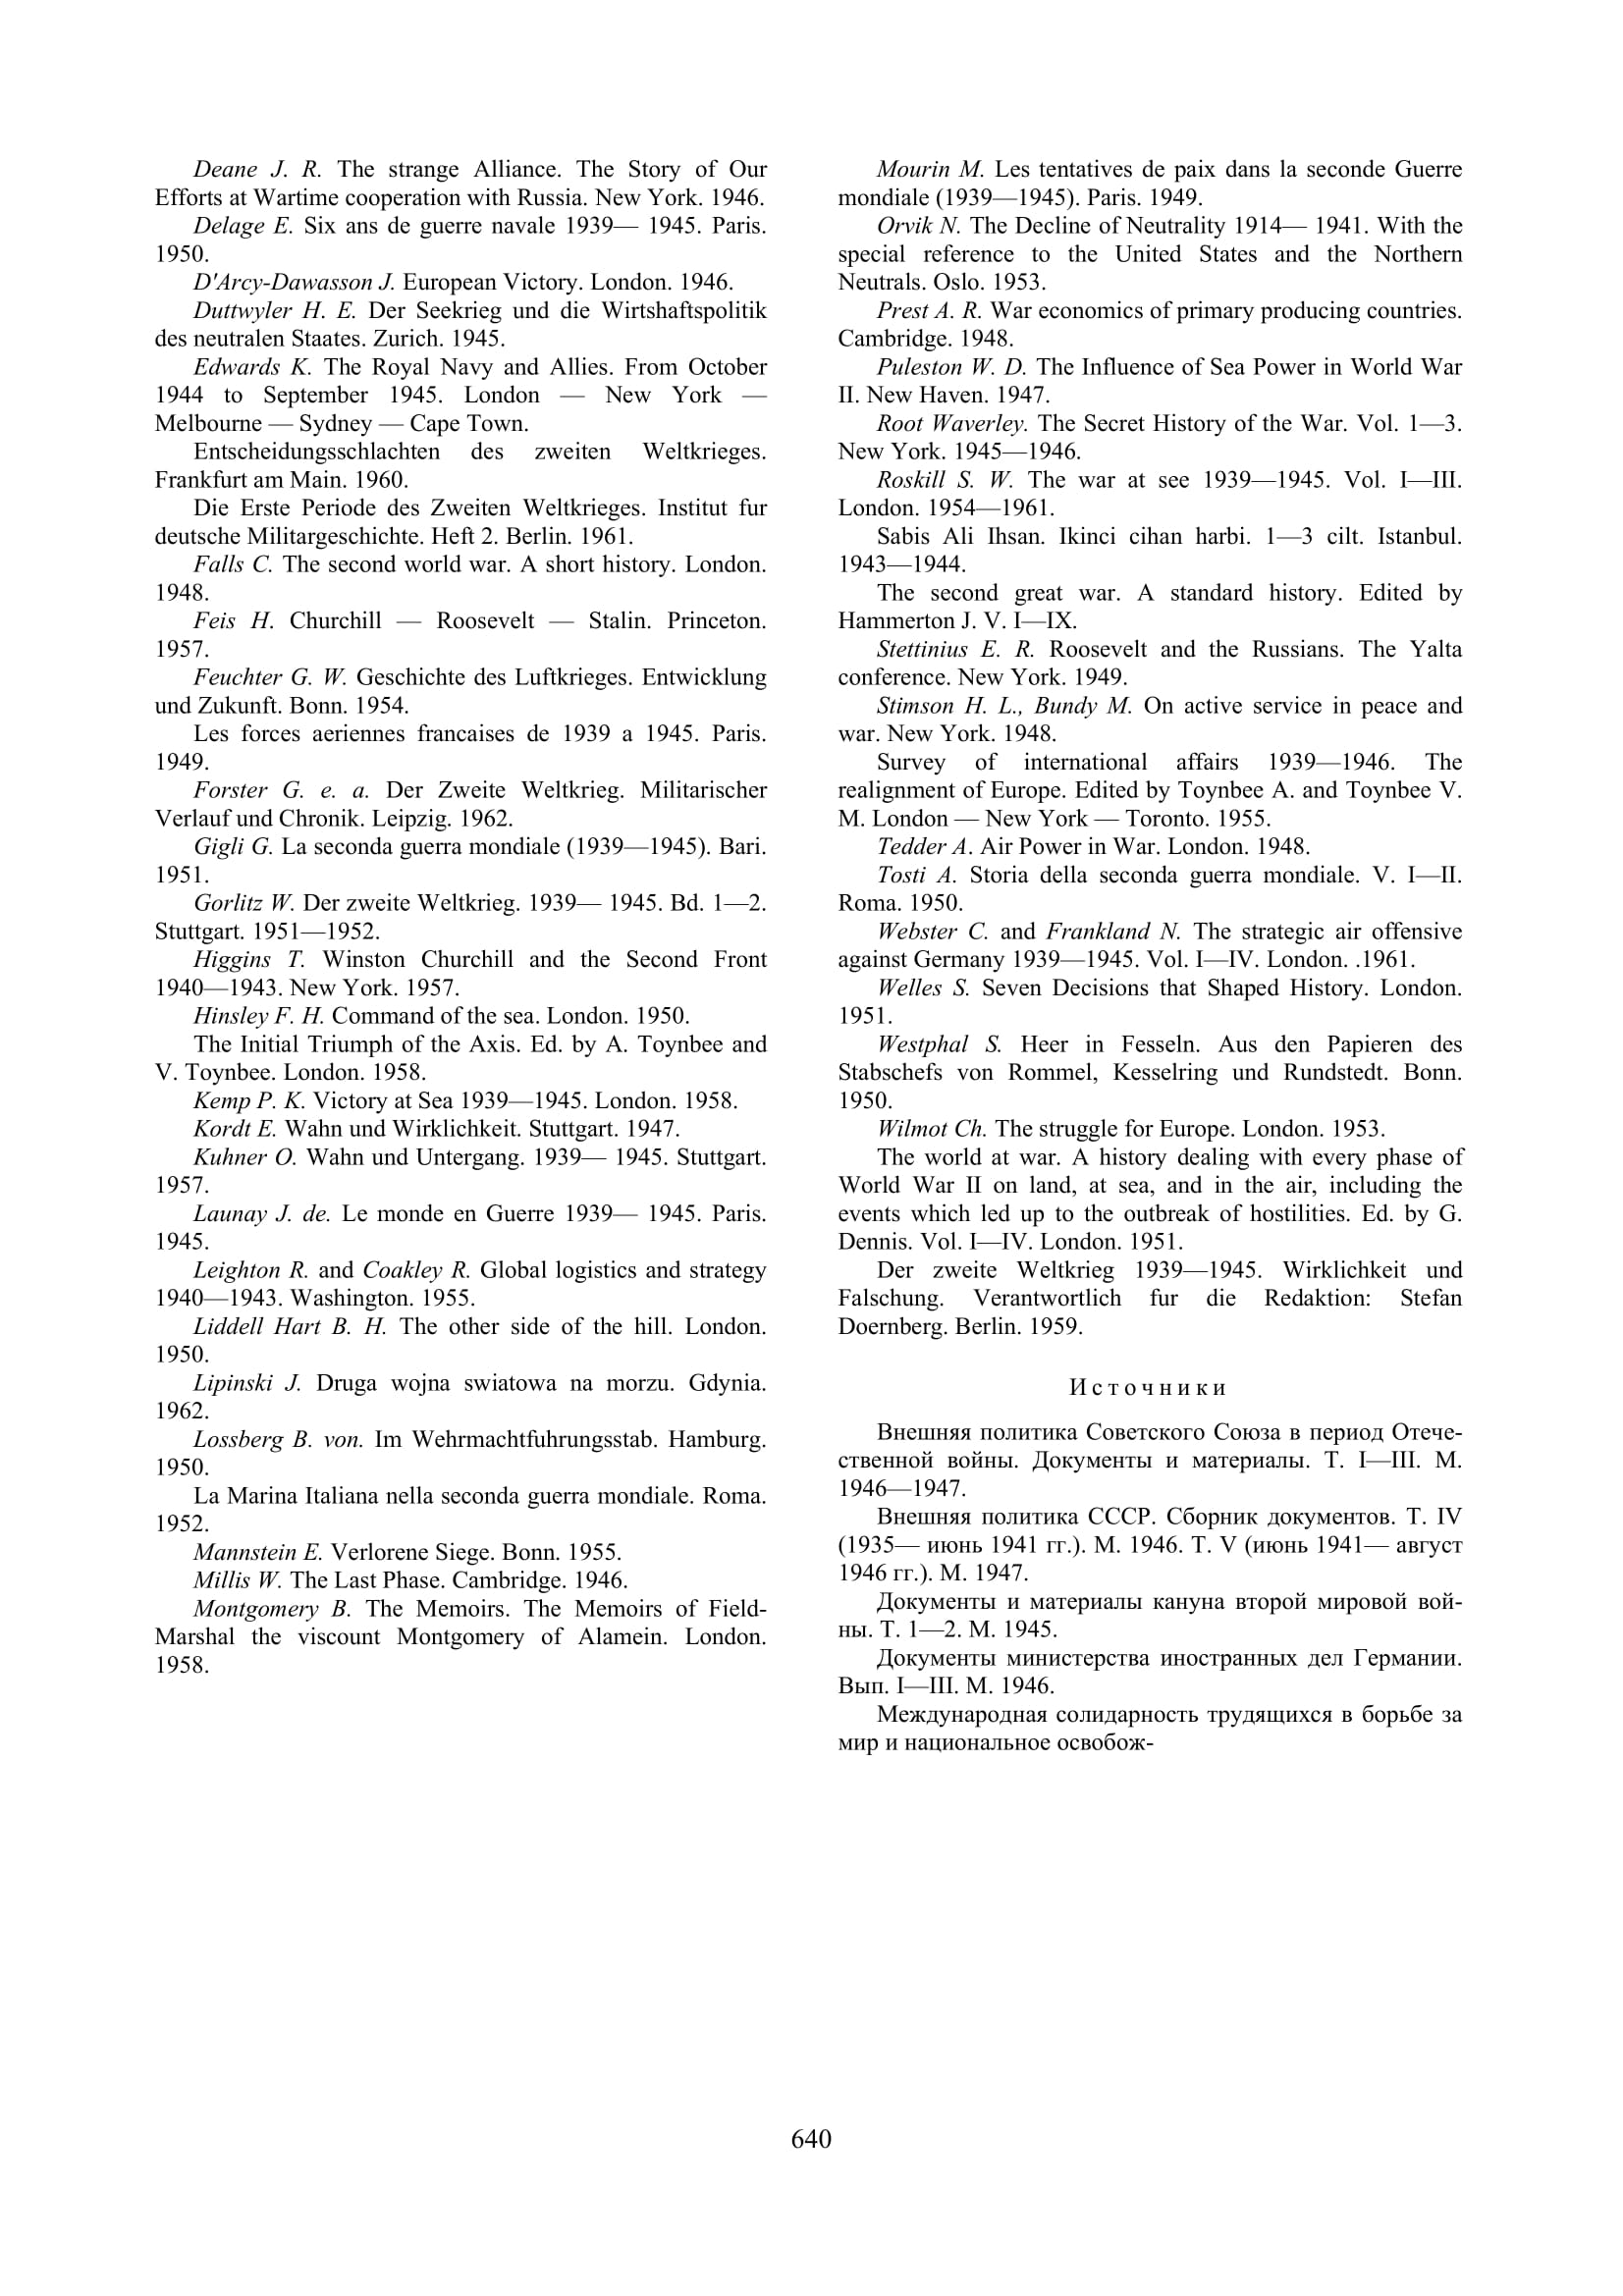 Deane J. R. The strange Alliance. The Story of Our
Efforts at Wartime cooperation with Russia. New York. 1946.
Delage E. Six ans de guerre navale 1939— 1945. Paris.
1950.
D'Arcy-Dawasson J. European Victory. London. 1946.
Duttwyler H. E. Der Seekrieg und die Wirtshaftspolitik
des neutralen Staates. Zurich. 1945.
Edwards K. The Royal Navy and Allies. From October
1944 to September 1945. London — New York —
Melbourne — Sydney — Cape Town.
Entscheidungsschlachten des zweiten Weltkrieges.
Frankfurt am Main. 1960.
Die Erste Periode des Zweiten Weltkrieges. Institut fur
deutsche Militargeschichte. Heft 2. Berlin. 1961.
Falls C. The second world war. A short history. London.
1948.
Feis H. Churchill — Roosevelt — Stalin. Princeton.
1957.
Feuchter G. W. Geschichte des Luftkrieges. Entwicklung
und Zukunft. Bonn. 1954.
Les forces aeriennes francaises de 1939 a 1945. Paris.
1949.
Forster G. e. a. Der Zweite Weltkrieg. Militarischer
Verlauf und Chronik. Leipzig. 1962.
Gigli G. La seconda guerra mondiale (1939—1945). Bari.
1951.
Gorlitz W. Der zweite Weltkrieg. 1939— 1945. Bd. 1—2.
Stuttgart. 1951—1952.
Higgins T. Winston Churchill and the Second Front
1940—1943. New York. 1957.
Hinsley F. H. Command of the sea. London. 1950.
The Initial Triumph of the Axis. Ed. by A. Toynbee and
V. Toynbee. London. 1958.
Kemp P. K. Victory at Sea 1939—1945. London. 1958.
Kordt E. Wahn und Wirklichkeit. Stuttgart. 1947.
Kuhner O. Wahn und Untergang. 1939— 1945. Stuttgart.
1957.
Launay J. de. Le monde en Guerre 1939— 1945. Paris.
1945.
Leighton R. and Coakley R. Global logistics and strategy
1940—1943. Washington. 1955.
Liddell Hart B. H. The other side of the hill. London.
1950.
Lipinski J. Druga wojna swiatowa na morzu. Gdynia.
1962.
Lossberg B. von. Im Wehrmachtfuhrungsstab. Hamburg.
1950.
La Marina Italiana nella seconda guerra mondiale. Roma.
1952.
Mannstein E. Verlorene Siege. Bonn. 1955.
Millis W. The Last Phase. Cambridge. 1946.
Montgomery B. The Memoirs. The Memoirs of Field-
Marshal the viscount Montgomery of Alamein. London.
1958.
Mourin M. Les tentatives de paix dans la seconde Guerre
mondiale (1939—1945). Paris. 1949.
Orvik N. The Decline of Neutrality 1914— 1941. With the
special reference to the United States and the Northern
Neutrals. Oslo. 1953.
Prest A. R. War economics of primary producing countries.
Cambridge. 1948.
Puleston W. D. The Influence of Sea Power in World War
II. New Haven. 1947.
Root Waverley. The Secret History of the War. Vol. 1—3.
New York. 1945—1946.
Roskill S. W. The war at see 1939—1945. Vol. I—III.
London. 1954—1961.
Sabis Ali Ihsan. Ikinci cihan harbi. 1—3 cilt. Istanbul.
1943—1944.
The second great war. A standard history. Edited by
Hammerton J. V. I—IX.
Stettinius E. R. Roosevelt and the Russians. The Yalta
conference. New York. 1949.
Stimson H. L., Bundy M. On active service in peace and
war. New York. 1948.
Survey of international affairs 1939—1946. The
realignment of Europe. Edited by Toynbee A. and Toynbee V.
M. London — New York — Toronto. 1955.
Tedder A. Air Power in War. London. 1948.
Tosti A. Storia della seconda guerra mondiale. V. I—II.
Roma. 1950.
Webster C. and Frankland N. The strategic air offensive
against Germany 1939—1945. Vol. I—IV. London. .1961.
Welles S. Seven Decisions that Shaped History. London.
1951.
Westphal S. Heer in Fesseln. Aus den Papieren des
Stabschefs von Rommel, Kesselring und Rundstedt. Bonn.
1950.
Wilmot Ch. The struggle for Europe. London. 1953.
The world at war. A history dealing with every phase of
World War II on land, at sea, and in the air, including the
events which led up to the outbreak of hostilities. Ed. by G.
Dennis. Vol. I—IV. London. 1951.
Der zweite Weltkrieg 1939—1945. Wirklichkeit und
Falschung. Verantwortlich fur die Redaktion: Stefan
Doernberg. Berlin. 1959.
Источники
Внешняя политика Советского Союза в период Отече-
ственной войны. Документы и материалы. Т. I—III. М.
1946—1947.
Внешняя политика СССР. Сборник документов. Т. IV
(1935— июнь 1941 гг.). М. 1946. Т. V (июнь 1941— август
1946 гг.). М. 1947.
Документы и материалы кануна второй мировой вой-
ны. Т. 1—2. М. 1945.
Документы министерства иностранных дел Германии.
Вып. I—III. М. 1946.
Международная солидарность трудящихся в борьбе за
мир и национальное освобож-
640